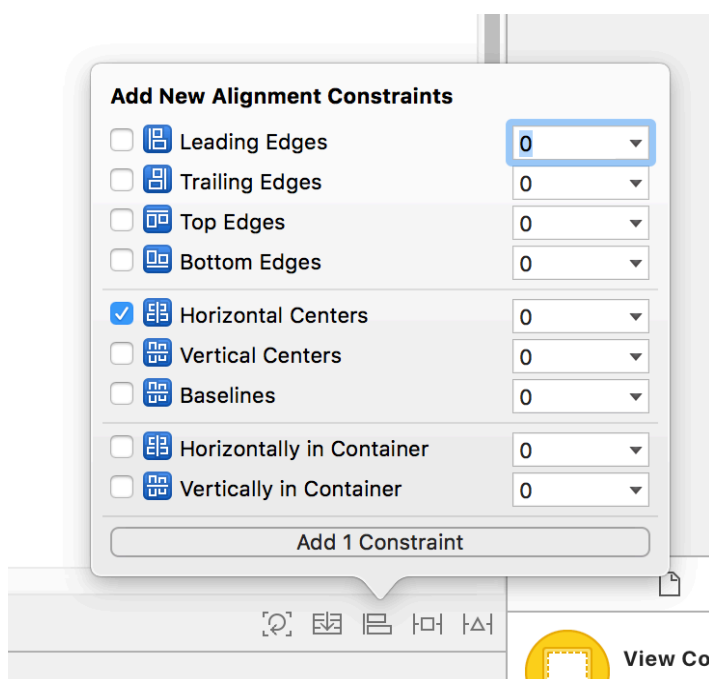 Add New Alignment Constraints
Leading Edges 0
Trailing Edges 0
Top Edges 0
Bottom Edges 0
Horizontal Centers 0
Vertical Centers 0
Baselines 0
Horizontally in Container 0
Vertically in Container 0
Add 1 Constraint
View Co